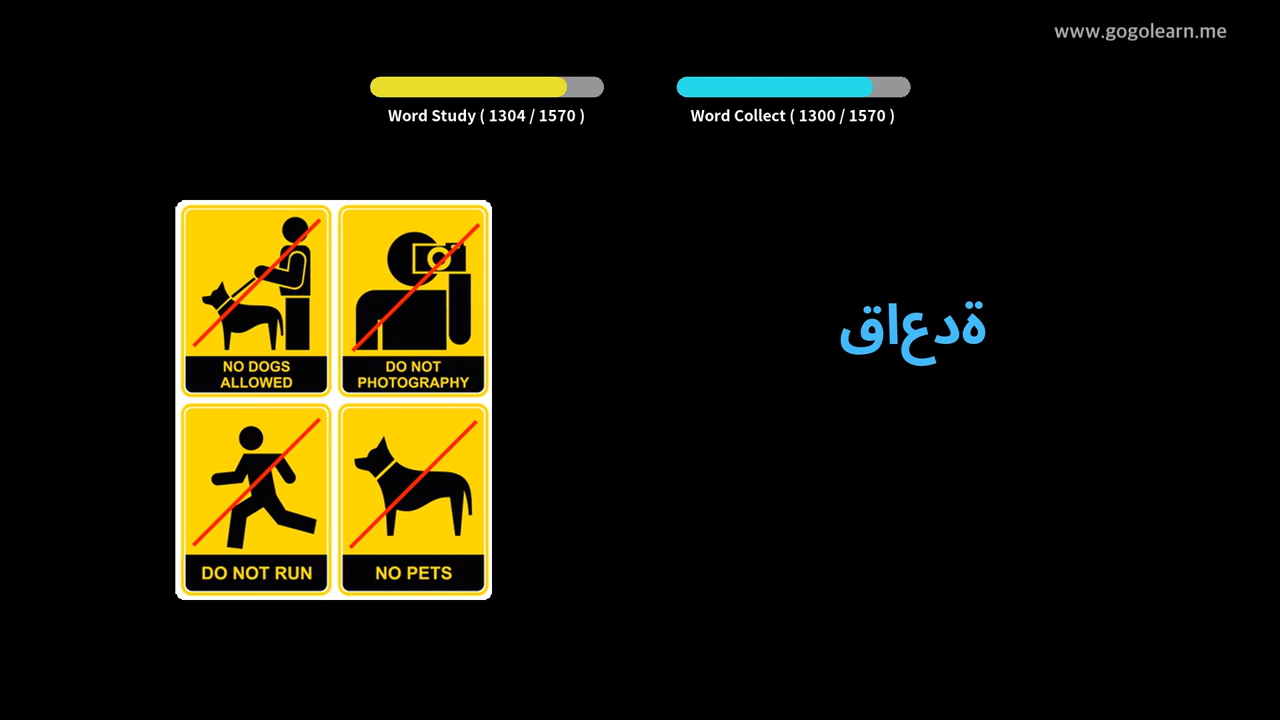 www.gogolearn.me
Word Study ( 1304 / 1570 )
Word Collect ( 1300 / 1570 )
NO DOGS
ALLOWED
DO NOT
PHOTOGRAPHY
قاعدة
DO NOT RUN
NO PETS